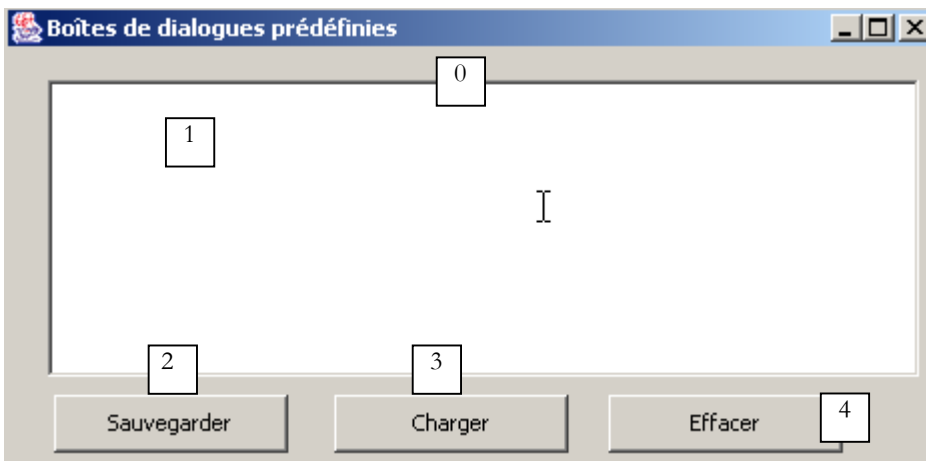 Boîtes de dialogues prédéfinies
0
1
2
3
Sauvegarder
Charger
Effacer
4